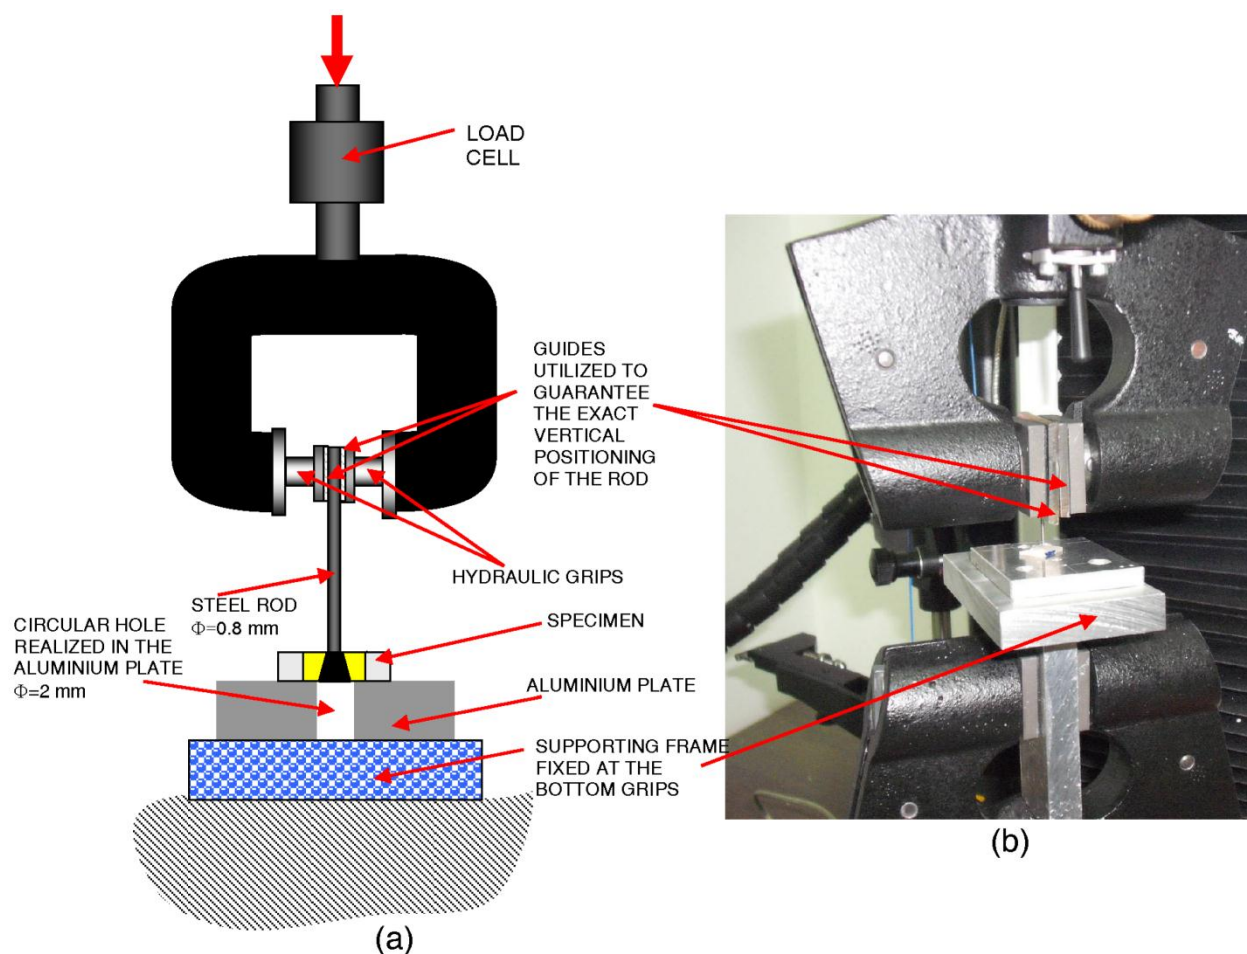 LOAD
CELL
GUIDES
UTILIZED TO
GUARANTEE
THE EXACT
VERTICAL
POSITIONING
OF THE ROD
HYDRAULIC GRIPS
STEEL ROD
Φ=0.8 mm
CIRCULAR HOLE
REALIZED IN THE
ALUMINIUM PLATE
Φ=2 mm
SPECIMEN
ALUMINIUM PLATE
SUPPORTING FRAME
FIXED AT THE
BOTTOM GRIPS
(a)
(b)